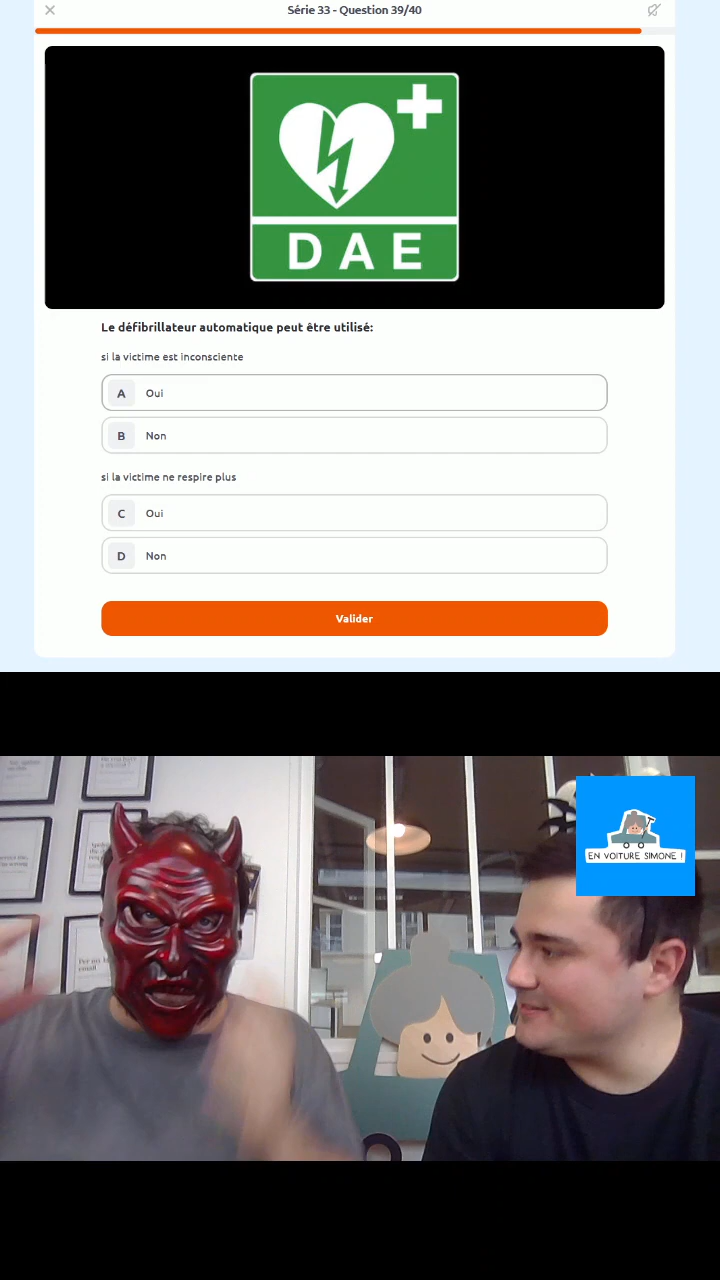 Série 33 - Question 39/40
DAE
Le défibrillateur automatique peut être utilisé:
si la victime est inconsciente
A Oui
B Non
si la victime ne respire plus
C Oui
D Non
Valider
EN VOITURE SIMONE !